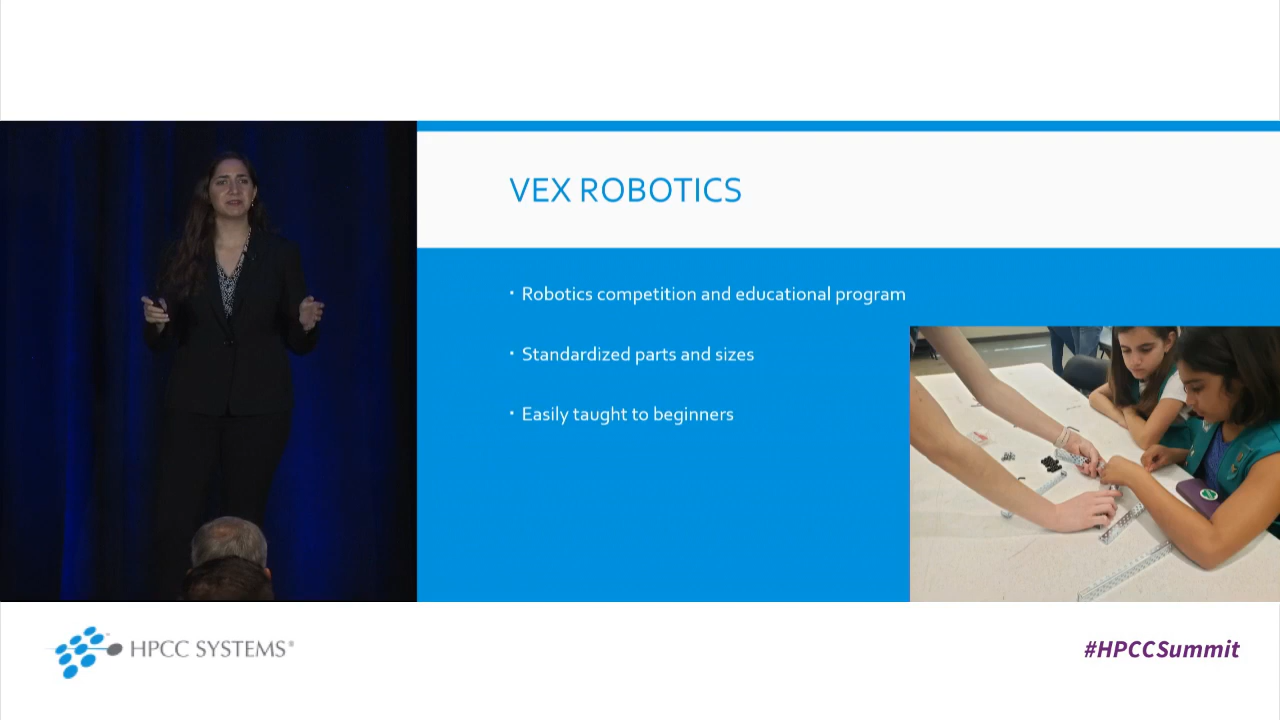 VEX ROBOTICS
• Robotics competition and educational program
• Standardized parts and sizes
• Easily taught to beginners
HPCC SYSTEMS®
#HPCCSummit